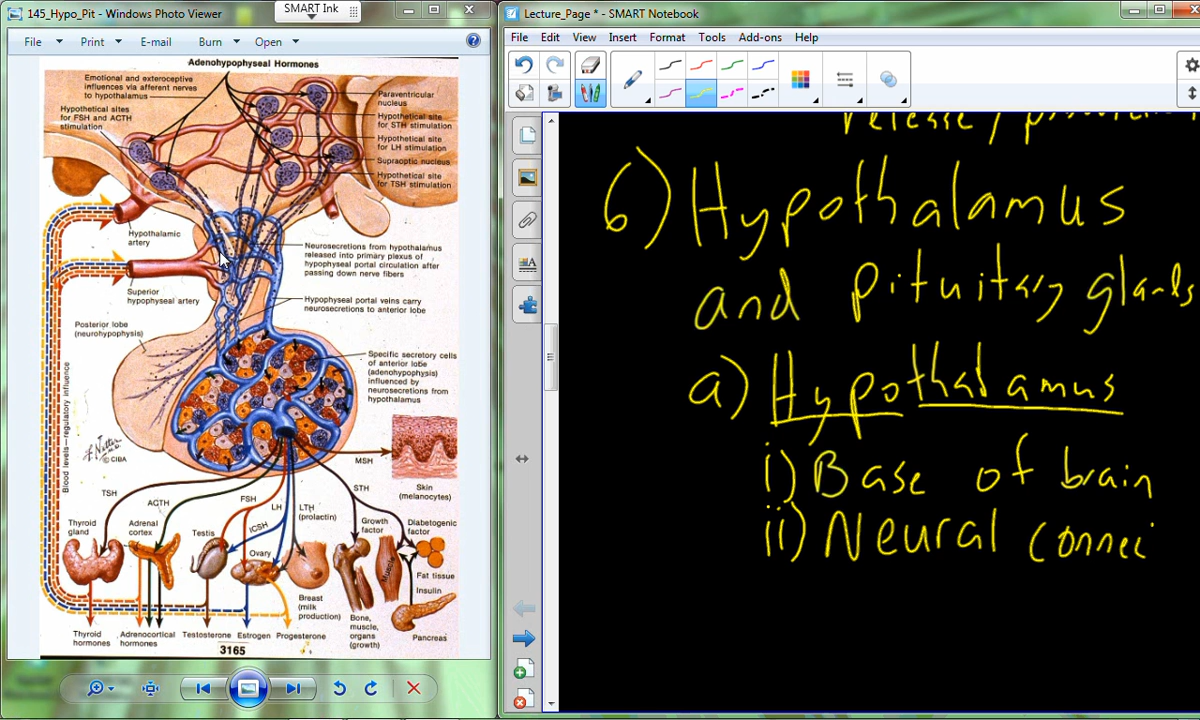 145_Hypo_Pit - Windows Photo Viewer
SMART Ink
File Print E-mail Burn Open
Adenohypophyseal Hormones
Emotional and exteroceptive
influences via afferent nerves
to hypothalamus
Hypothetical sites
for FSH and ACTH
stimulation
Paraventricular
nucleus
Hypothetical site
for STH stimulation
Hypothetical site
for LH stimulation
Supraoptic nucleus
Hypothetical site
for TSH stimulation
Hypothalamic
artery
Superior
hypophyseal artery
Neurosecretions from hypothalamus
released into primary plexus of
hypophyseal portal circulation after
passing down nerve fibers
Hypophyseal portal veins carry
neurosecretions to anterior lobe
Posterior lobe
(neurohypophysis)
Specific secretory cells
of anterior lobe
(adenohypophysis)
influenced by
neurosecretions from
hypothalamus
Blood levels—regulatory influence
© CIBA
MSH
Skin
(melanocytes)
TSH
ACTH
FSH
LH
ICSH
LTH
(prolactin)
STH
Thyroid
gland
Adrenal
cortex
Testis
Ovary
Breast
(milk
production)
Growth
factor
Diabetogenic
factor
Muscle
Fat tissue
Insulin
Bone,
muscle,
organs
(growth)
Pancreas
Thyroid
hormones
Adrenocortical
hormones
Testosterone
Estrogen
Progesterone
3165
Lecture_Page * - SMART Notebook
File Edit View Insert Format Tools Add-ons Help
6) Hypothalamus
and pituitary glands
a) Hypothalamus
i) Base of brain
ii) Neural connec